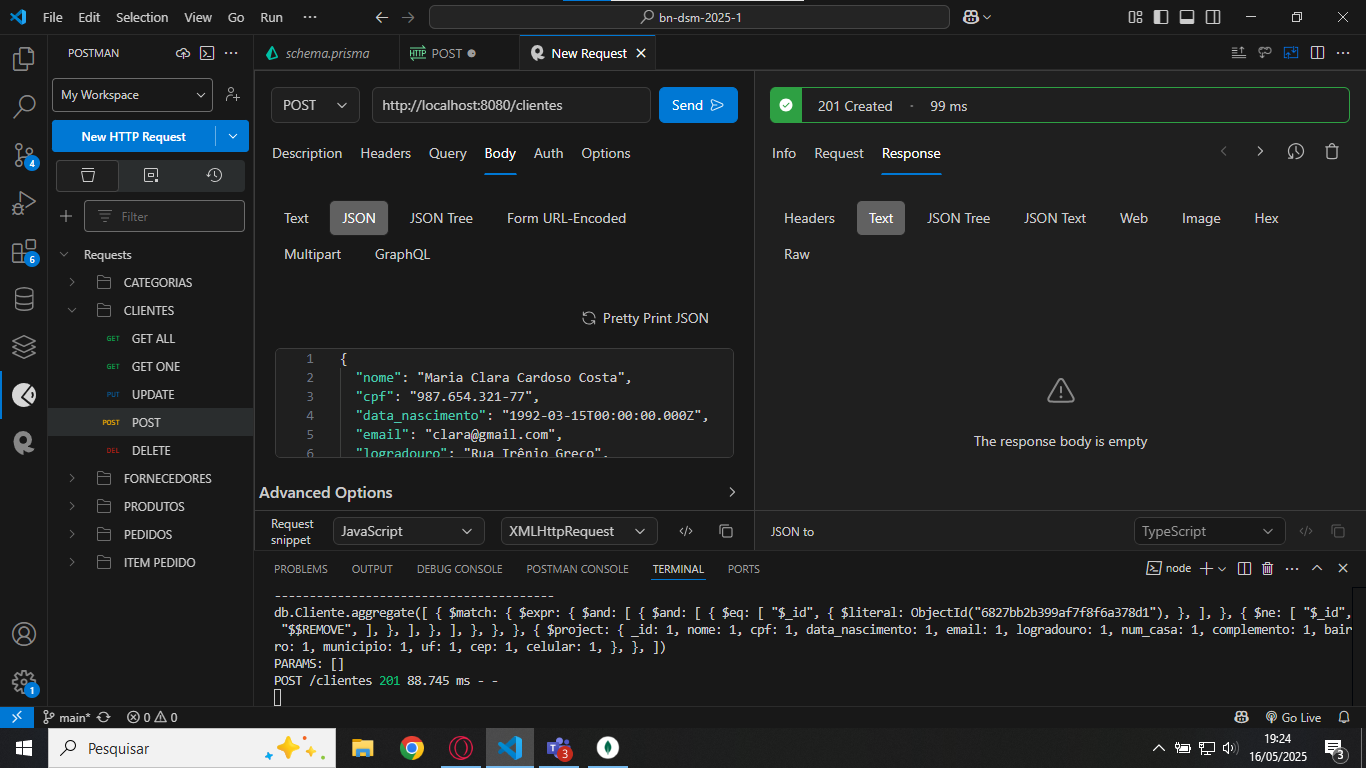 File Edit Selection View Go Run ···
bn-dsm-2025-1
POSTMAN
My Workspace
New HTTP Request
Filter
Requests
CATEGORIAS
CLIENTES
GET GET ALL
GET GET ONE
PUT UPDATE
POST POST
DEL DELETE
FORNECEDORES
PRODUTOS
PEDIDOS
ITEM PEDIDO
4
6
1
schema.prisma
HTTP POST
New Request
POST
http://localhost:8080/clientes
Send
Description Headers Query Body Auth Options
Text JSON JSON Tree Form URL-Encoded
Multipart GraphQL
Pretty Print JSON
1 {
2 "nome": "Maria Clara Cardoso Costa",
3 "cpf": "987.654.321-77",
4 "data_nascimento": "1992-03-15T00:00:00.000Z",
5 "email": "clara@gmail.com",
6 "logradouro": "Rua Irênio Greco",
Advanced Options
Request
snippet
JavaScript
XMLHttpRequest
201 Created · 99 ms
Info Request Response
Headers Text JSON Tree JSON Text Web Image Hex
Raw
The response body is empty
JSON to
TypeScript
PROBLEMS OUTPUT DEBUG CONSOLE POSTMAN CONSOLE TERMINAL PORTS
node
----------------------------------------
db.Cliente.aggregate([ { $match: { $expr: { $and: [ { $and: [ { $eq: [ "$_id", { $literal: ObjectId("6827bb2b399af7f8f6a378d1"), }, ], }, { $ne: [ "$_id",
"$$REMOVE", ], }, ], }, ], }, }, }, { $project: { _id: 1, nome: 1, cpf: 1, data_nascimento: 1, email: 1, logradouro: 1, num_casa: 1, complemento: 1, bair
ro: 1, municipio: 1, uf: 1, cep: 1, celular: 1, }, }, ])
PARAMS: []
POST /clientes 201 88.745 ms - -
main* 0 0
Go Live
Pesquisar
3
19:24
16/05/2025
3